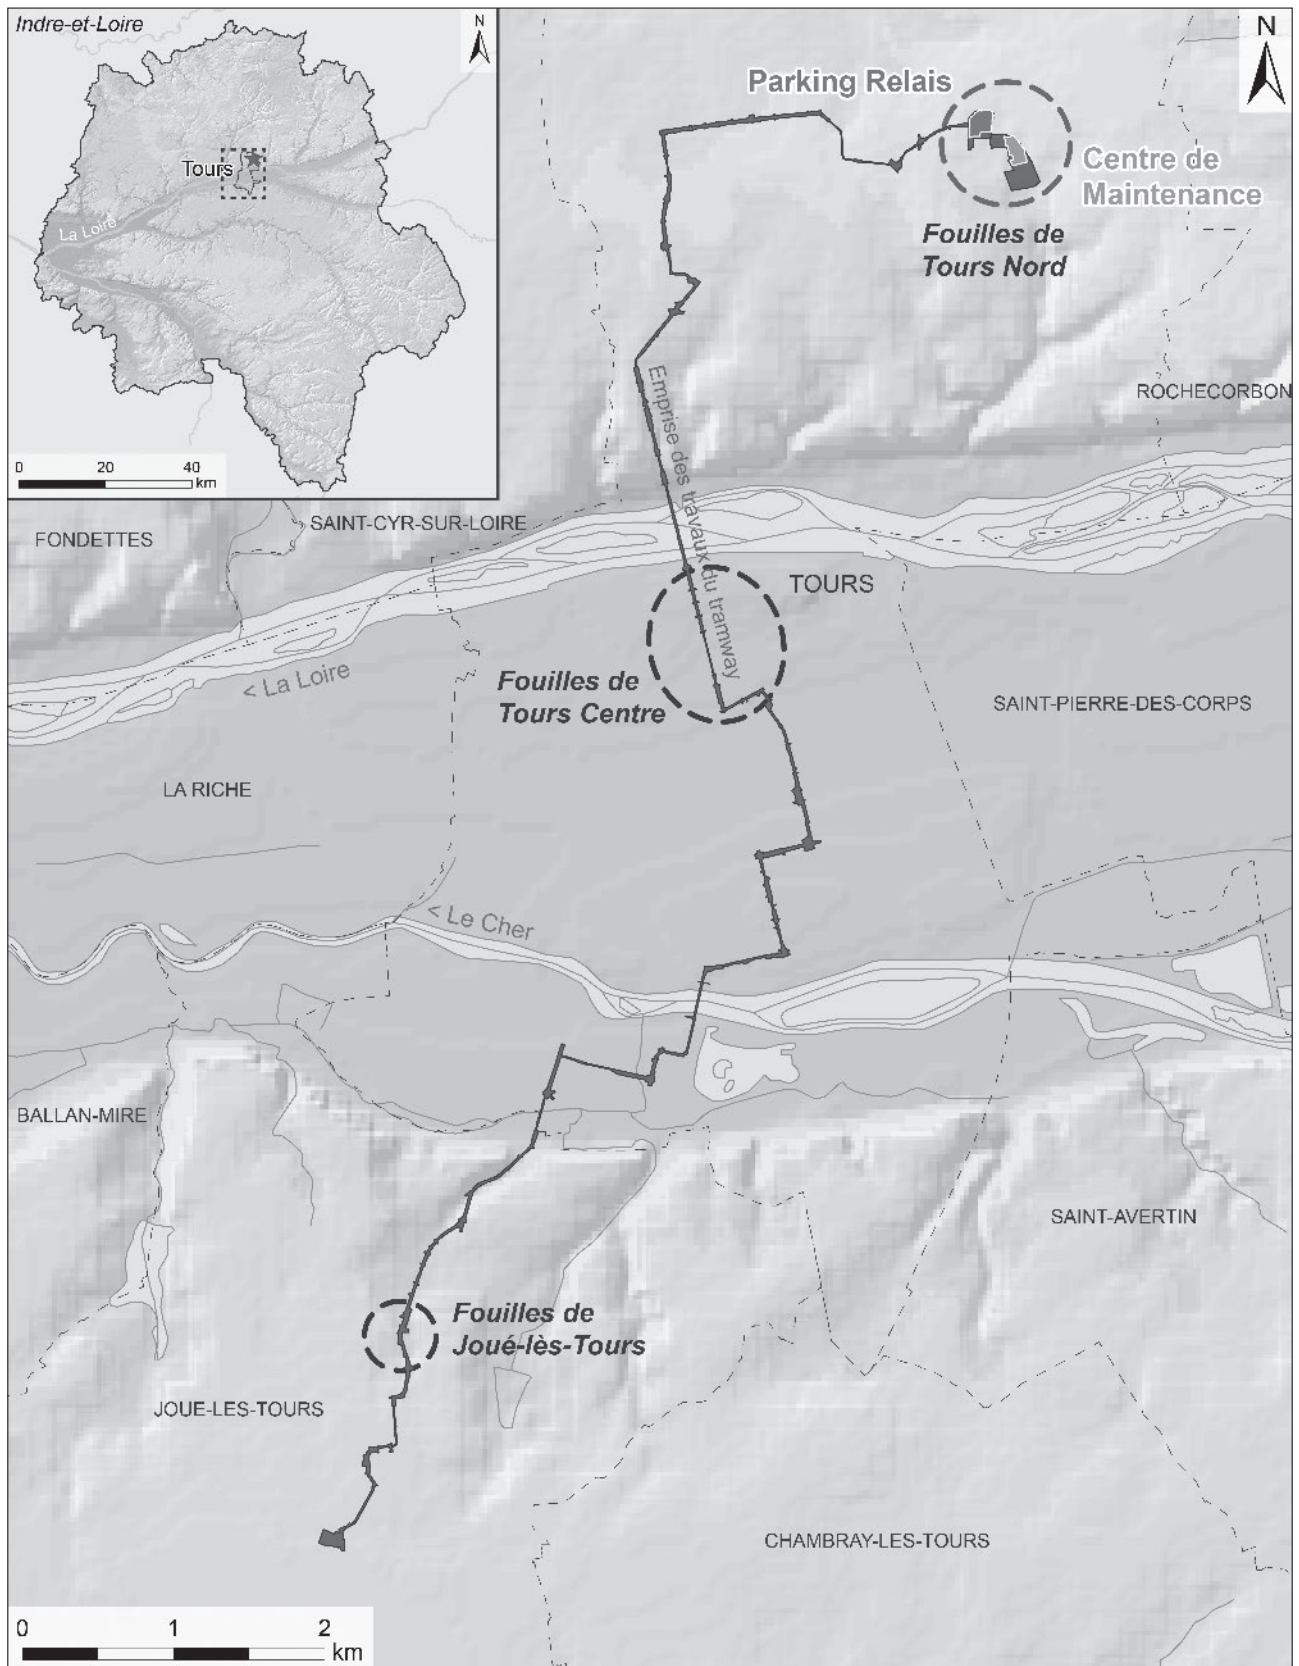 Indre-et-Loire
N
Tours
La Loire
0 20 40
km
N
Parking Relais
Centre de
Maintenance
Fouilles de
Tours Nord
Emprise des travaux du tramway
ROCHECORBON
SAINT-CYR-SUR-LOIRE
FONDETTES
TOURS
< La Loire
Fouilles de
Tours Centre
SAINT-PIERRE-DES-CORPS
LA RICHE
< Le Cher
BALLAN-MIRE
SAINT-AVERTIN
Fouilles de
Joué-lès-Tours
JOUE-LES-TOURS
CHAMBRAY-LES-TOURS
0 1 2
km